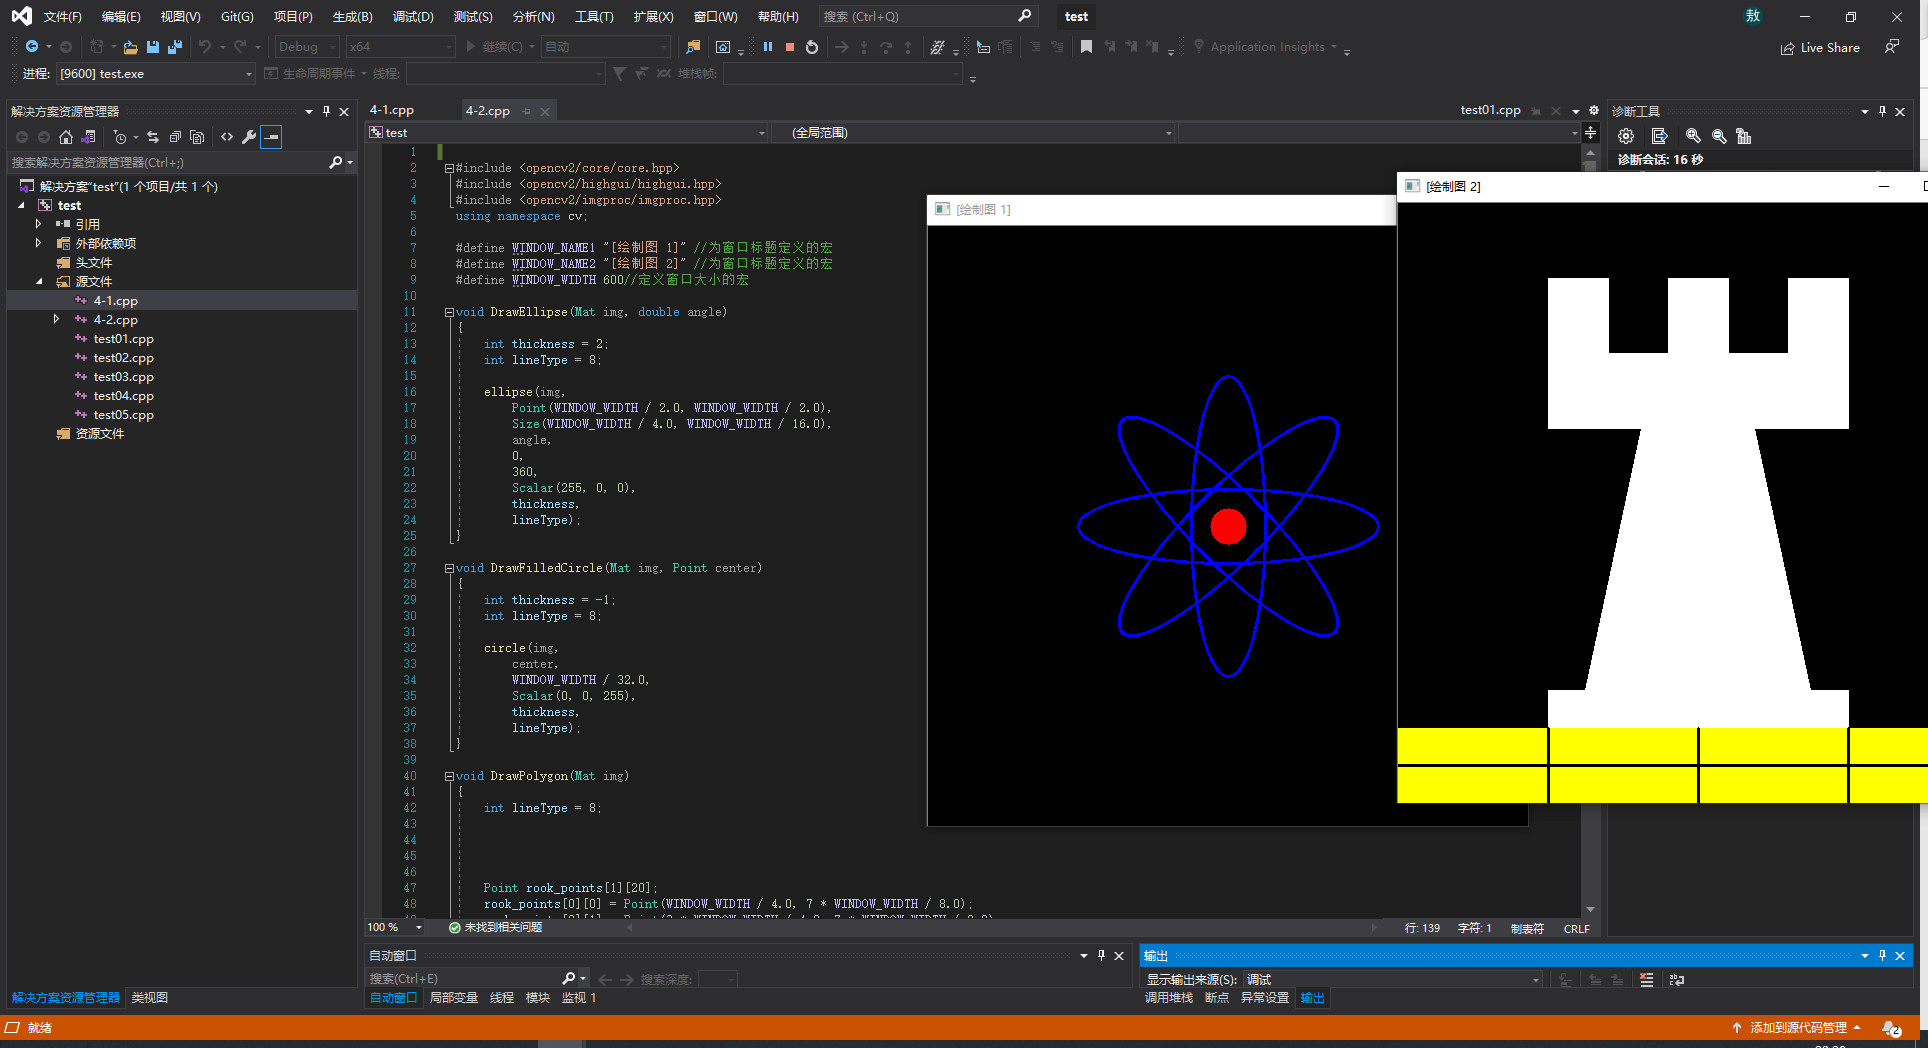 文件(F) 编辑(E) 视图(V) Git(G) 项目(P) 生成(B) 调试(D) 测试(S) 分析(N) 工具(T) 扩展(X) 窗口(W) 帮助(H) 搜索 (Ctrl+Q) test 敖
Debug x64 继续(C) 自动 Application Insights Live Share
进程: [9600] test.exe 生命周期事件 线程: 堆栈帧:
解决方案资源管理器
搜索解决方案资源管理器(Ctrl+;)
解决方案"test"(1 个项目/共 1 个)
test
引用
外部依赖项
头文件
源文件
4-1.cpp
4-2.cpp
test01.cpp
test02.cpp
test03.cpp
test04.cpp
test05.cpp
资源文件
解决方案资源管理器 类视图
4-1.cpp 4-2.cpp test01.cpp
test (全局范围)
1
2 #include <opencv2/core/core.hpp>
3 #include <opencv2/highgui/highgui.hpp>
4 #include <opencv2/imgproc/imgproc.hpp>
5 using namespace cv;
6
7 #define WINDOW_NAME1 "[绘制图 1]" //为窗口标题定义的宏
8 #define WINDOW_NAME2 "[绘制图 2]" //为窗口标题定义的宏
9 #define WINDOW_WIDTH 600//定义窗口大小的宏
10
11 void DrawEllipse(Mat img, double angle)
12 {
13 int thickness = 2;
14 int lineType = 8;
15
16 ellipse(img,
17 Point(WINDOW_WIDTH / 2.0, WINDOW_WIDTH / 2.0),
18 Size(WINDOW_WIDTH / 4.0, WINDOW_WIDTH / 16.0),
19 angle,
20 0,
21 360,
22 Scalar(255, 0, 0),
23 thickness,
24 lineType);
25 }
26
27 void DrawFilledCircle(Mat img, Point center)
28 {
29 int thickness = -1;
30 int lineType = 8;
31
32 circle(img,
33 center,
34 WINDOW_WIDTH / 32.0,
35 Scalar(0, 0, 255),
36 thickness,
37 lineType);
38 }
39
40 void DrawPolygon(Mat img)
41 {
42 int lineType = 8;
43
44
45
46
47 Point rook_points[1][20];
48 rook_points[0][0] = Point(WINDOW_WIDTH / 4.0, 7 * WINDOW_WIDTH / 8.0);
100 % 未找到相关问题 行: 139 字符: 1 制表符 CRLF
[绘制图 1]
[绘制图 2]
诊断工具
诊断会话: 16 秒
自动窗口
搜索(Ctrl+E) 搜索深度:
自动窗口 局部变量 线程 模块 监视 1
输出
显示输出来源(S): 调试
调用堆栈 断点 异常设置 输出
就绪 添加到源代码管理 2